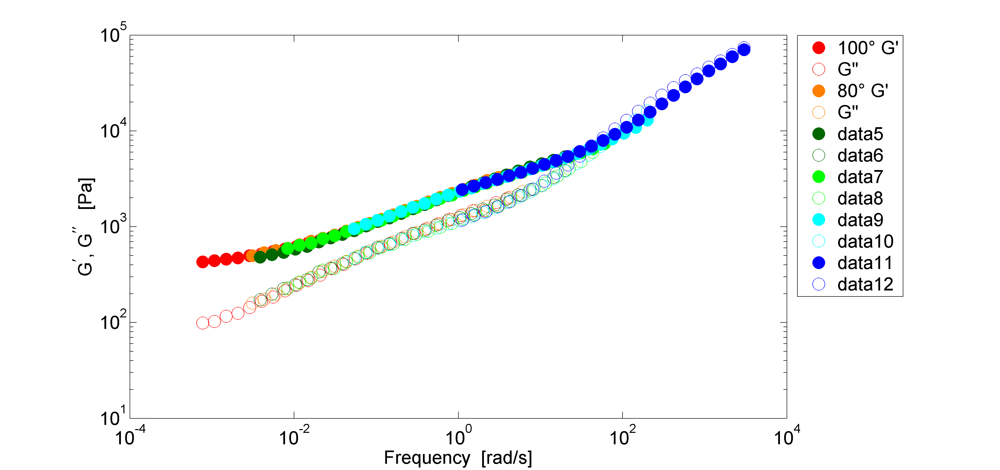 10^5
10^4
10^3
10^2
10^1
G′, G′′ [Pa]
10^-4 10^-2 10^0 10^2 10^4
Frequency [rad/s]
100° G'
G"
80° G'
G"
data5
data6
data7
data8
data9
data10
data11
data12